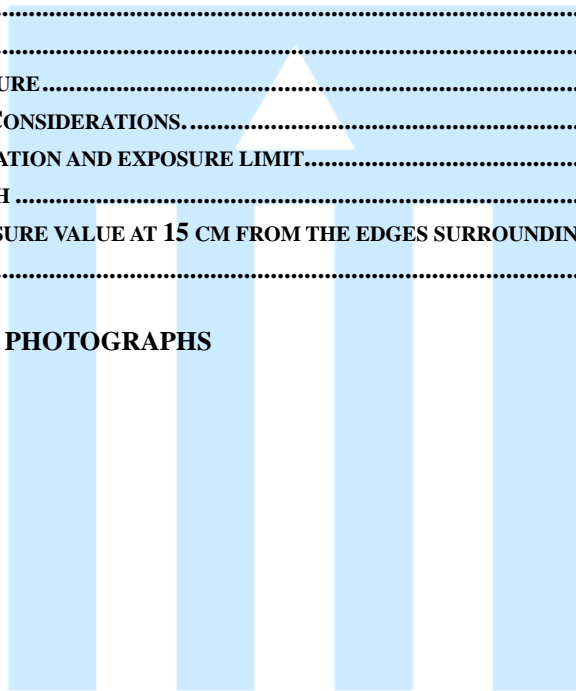 ................................................................
................................................................
URE................................................................
CONSIDERATIONS. ................................................................
ATION AND EXPOSURE LIMIT................................................................
H ................................................................
SURE VALUE AT 15 CM FROM THE EDGES SURROUNDIN
................................................................
PHOTOGRAPHS